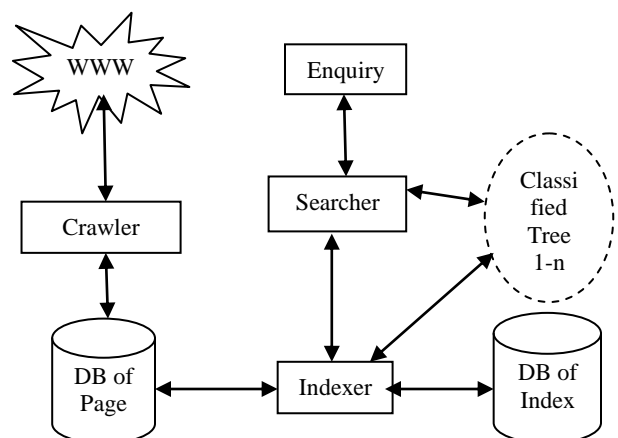 WWW
Enquiry
Searcher
Classi
fied
Tree
1-n
Crawler
DB of
Page
Indexer
DB of
Index